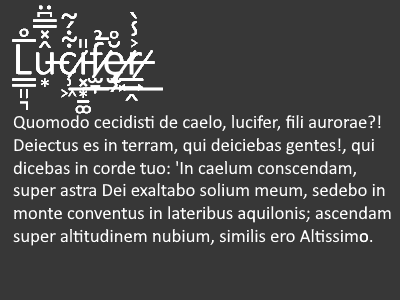 Lucifer
Quomodo cecidisti de caelo, lucifer, fili aurorae?!
Deiectus es in terram, qui deiciebas gentes!, qui
dicebas in corde tuo: 'In caelum conscendam,
super astra Dei exaltabo solium meum, sedebo in
monte conventus in lateribus aquilonis; ascendam
super altitudinem nubium, similis ero Altissimo.